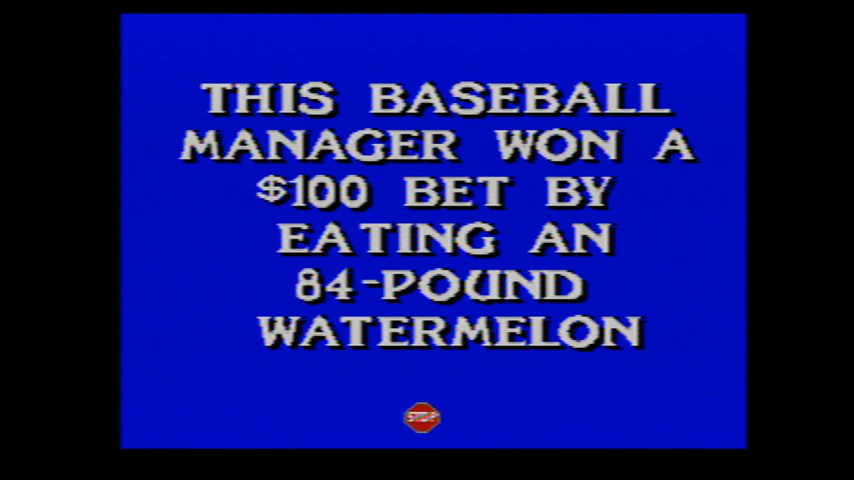 THIS BASEBALL
MANAGER WON A
$100 BET BY
EATING AN
84-POUND
WATERMELON
STOP